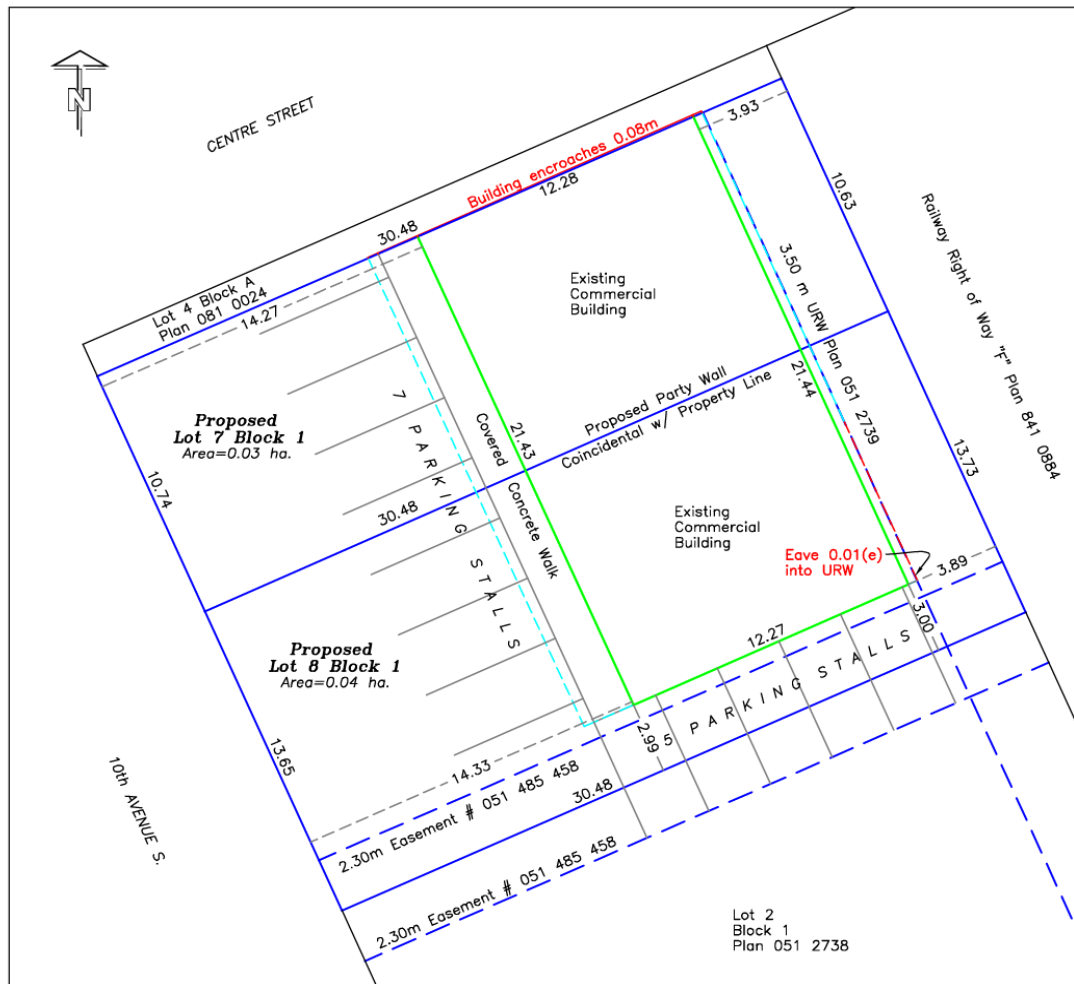 N
CENTRE STREET
Building encroaches 0.08m
12.28
3.93
30.48
Lot 4 Block A
Plan 081 0024
14.27
10.63
Railway Right of Way "F" Plan 841 0884
Existing
Commercial
Building
3.50 m URW Plan 051 2739
Proposed
Lot 7 Block 1
Area=0.03 ha.
10.74
7 PARKING STALLS
Covered Concrete Walk
21.43
Proposed Party Wall
Coincidental w/ Property Line
21.44
13.73
30.48
Existing
Commercial
Building
Eave 0.01(e)
into URW
3.89
3.00
Proposed
Lot 8 Block 1
Area=0.04 ha.
12.27
5 PARKING STALLS
2.99
13.65
14.33
10th AVENUE S.
2.30m Easement # 051 485 458
30.48
2.30m Easement # 051 485 458
Lot 2
Block 1
Plan 051 2738